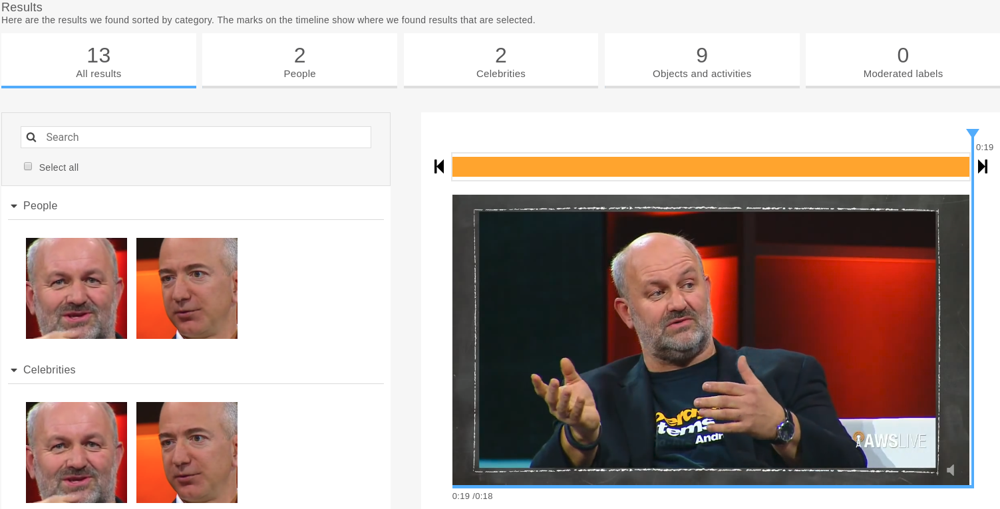 Results
Here are the results we found sorted by category. The marks on the timeline show where we found results that are selected.
13
All results
2
People
2
Celebrities
9
Objects and activities
0
Moderated labels
Search
Select all
People
Celebrities
0:19
tems
Andr
AWSLIVE
0:19 /0:18